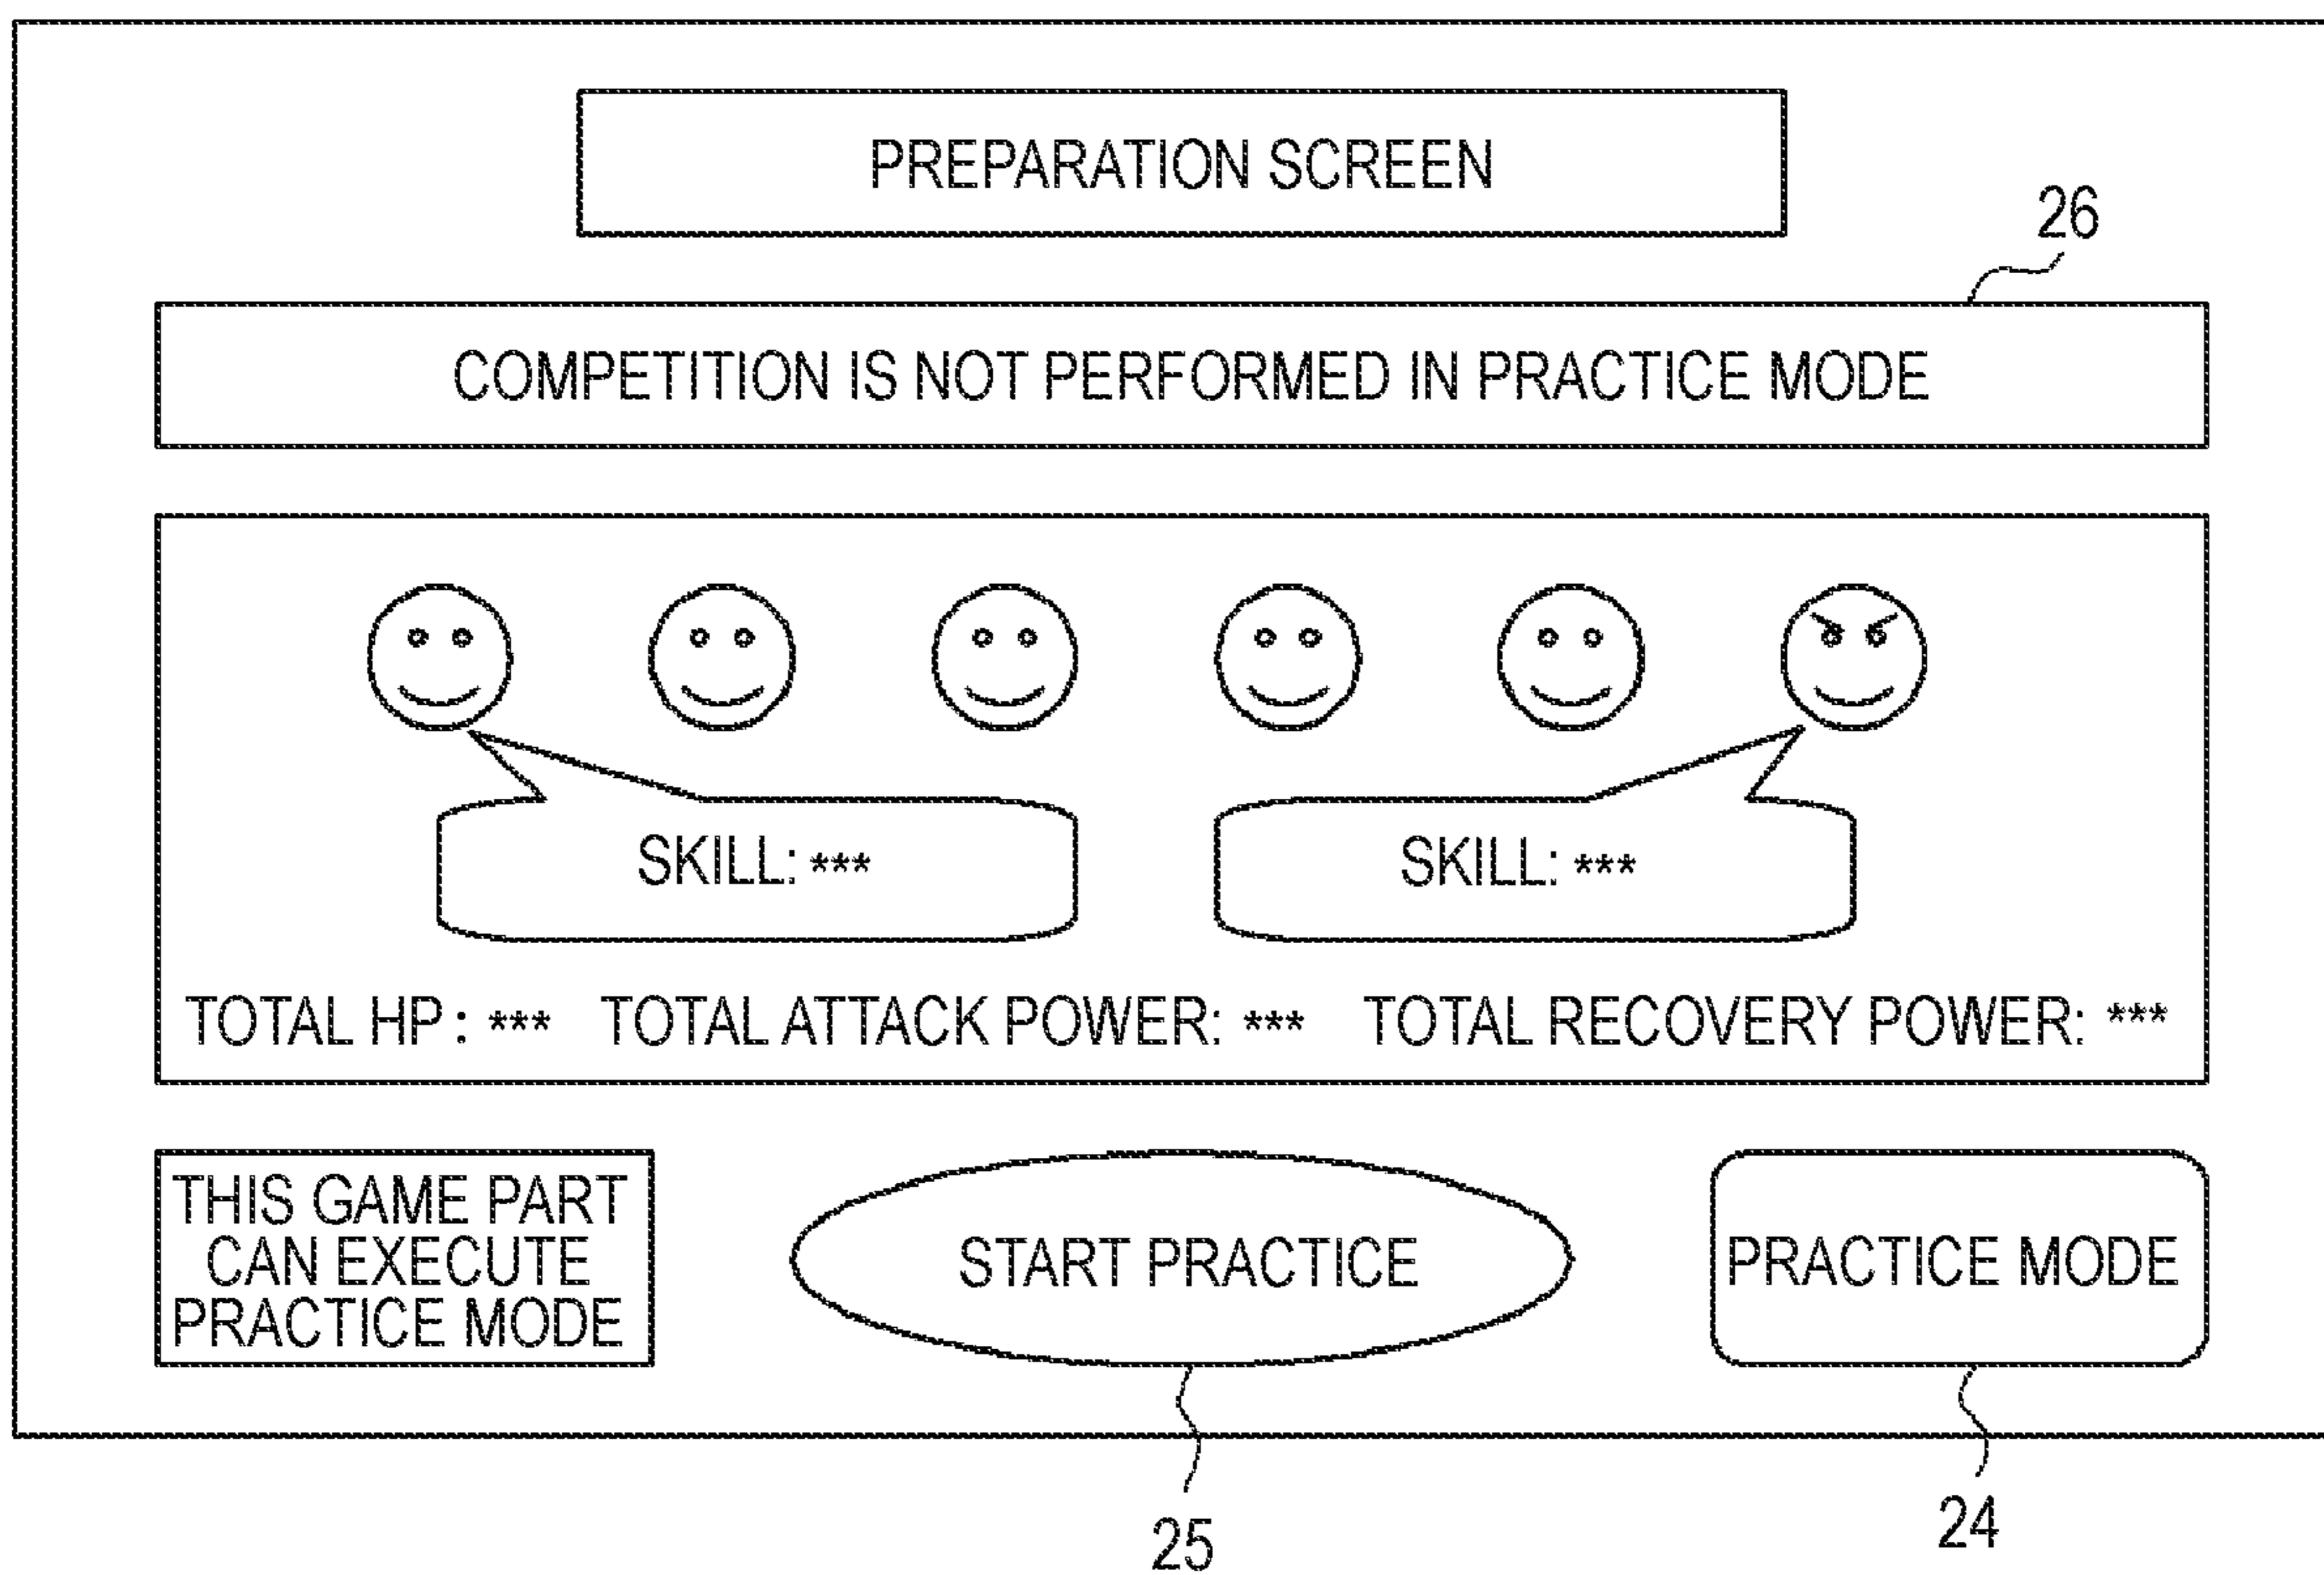 PREPARATION SCREEN
26
COMPETITION IS NOT PERFORMED IN PRACTICE MODE
SKILL: ***
SKILL: ***
TOTAL HP : *** TOTAL ATTACK POWER: *** TOTAL RECOVERY POWER: ***
THIS GAME PART
CAN EXECUTE
PRACTICE MODE
START PRACTICE
PRACTICE MODE
25
24